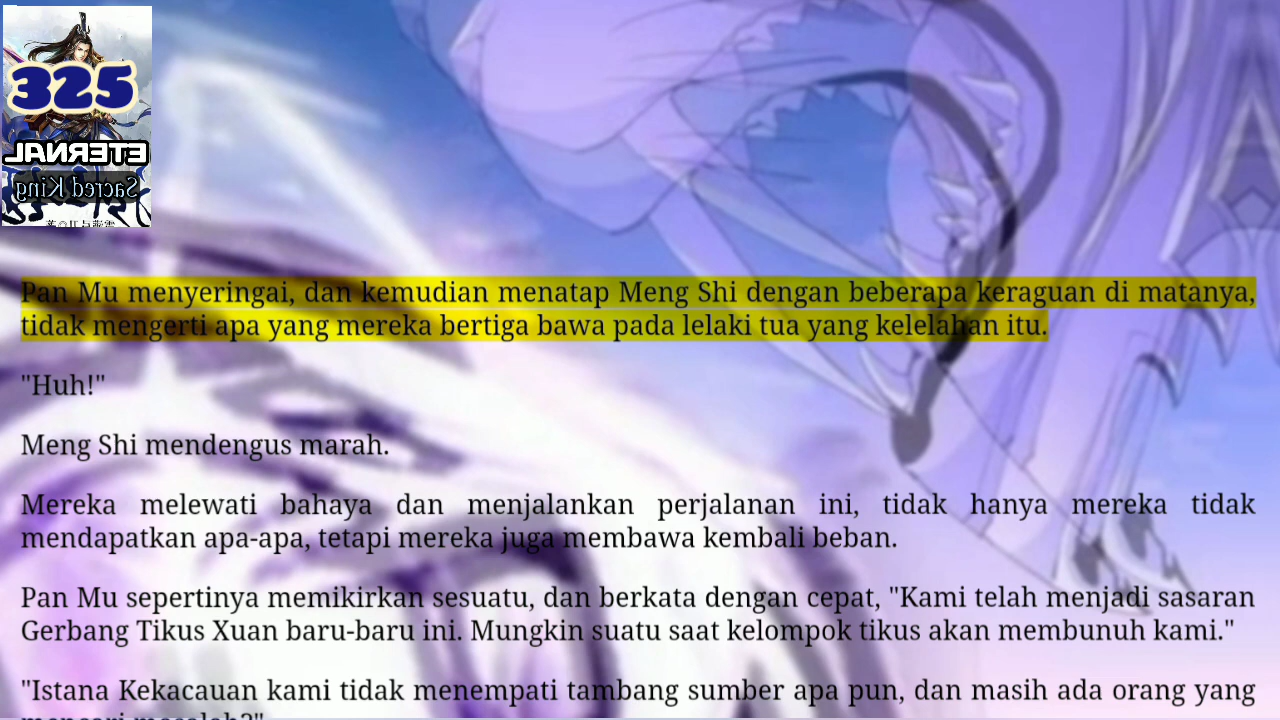 325
ETERNAL
Sacred King
Pan Mu menyeringai, dan kemudian menatap Meng Shi dengan beberapa keraguan di matanya,
tidak mengerti apa yang mereka bertiga bawa pada lelaki tua yang kelelahan itu.
"Huh!"
Meng Shi mendengus marah.
Mereka melewati bahaya dan menjalankan perjalanan ini, tidak hanya mereka tidak
mendapatkan apa-apa, tetapi mereka juga membawa kembali beban.
Pan Mu sepertinya memikirkan sesuatu, dan berkata dengan cepat, "Kami telah menjadi sasaran
Gerbang Tikus Xuan baru-baru ini. Mungkin suatu saat kelompok tikus akan membunuh kami."
"Istana Kekacauan kami tidak menempati tambang sumber apa pun, dan masih ada orang yang
mencari masalah?"